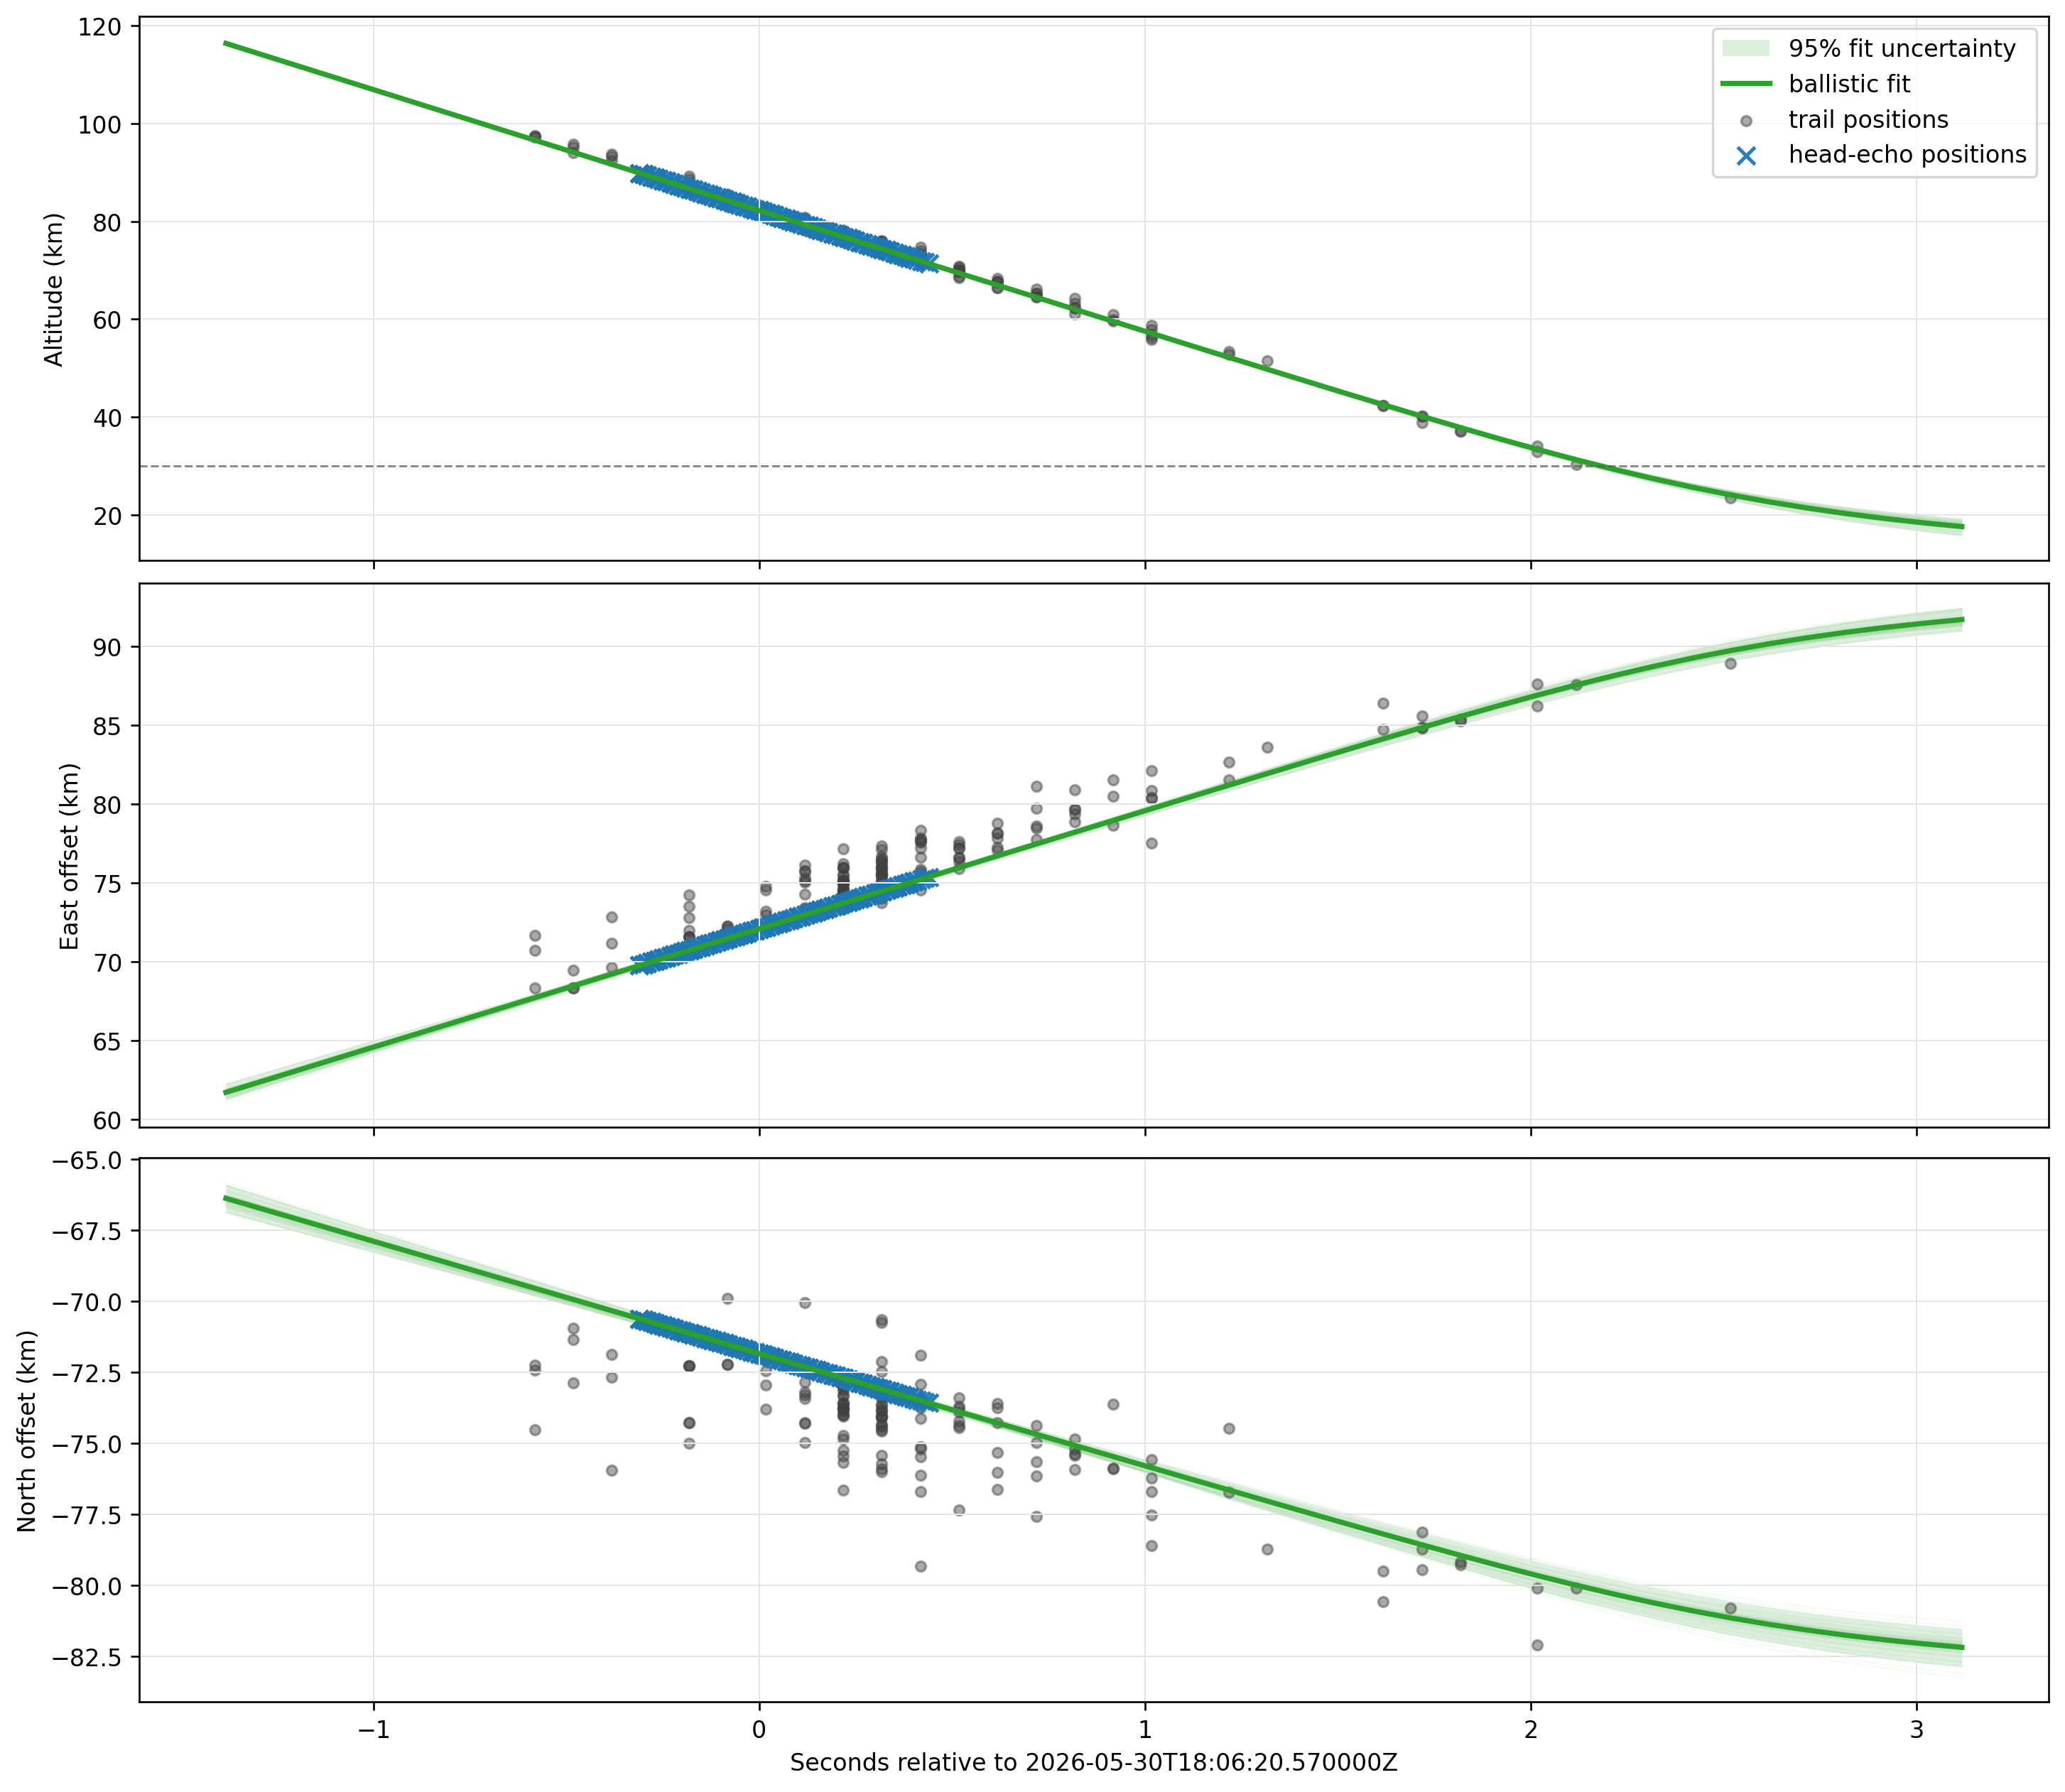 120
100
80
60
40
20
Altitude (km)
95% fit uncertainty
ballistic fit
trail positions
head-echo positions
90
85
80
75
70
65
60
East offset (km)
−65.0
−67.5
−70.0
−72.5
−75.0
−77.5
−80.0
−82.5
North offset (km)
−1 0 1 2 3
Seconds relative to 2026-05-30T18:06:20.570000Z